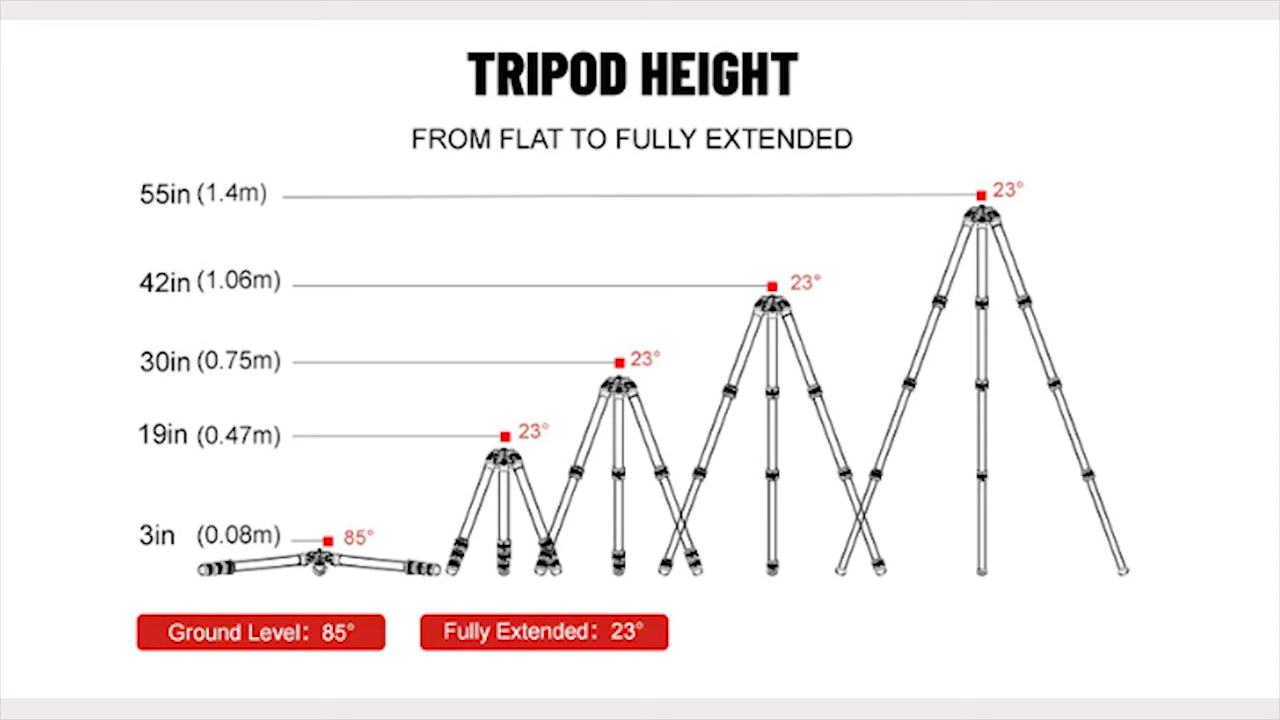 TRIPOD HEIGHT
FROM FLAT TO FULLY EXTENDED
55in (1.4m) 23°
42in (1.06m) 23°
30in (0.75m) 23°
19in (0.47m) 23°
3in (0.08m) 85°
Ground Level: 85° Fully Extended: 23°